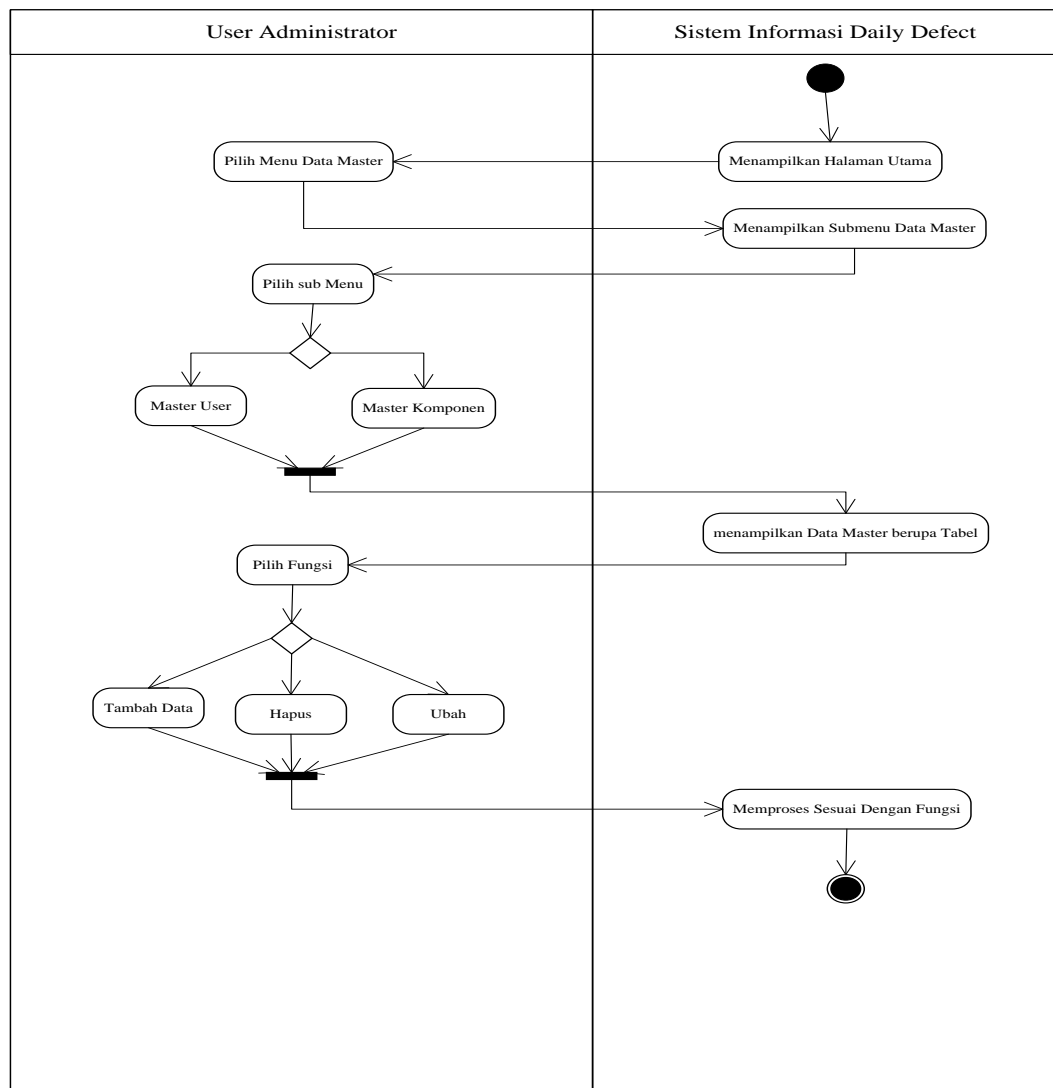 User Administrator
Sistem Informasi Daily Defect
Pilih Menu Data Master
Menampilkan Halaman Utama
Menampilkan Submenu Data Master
Pilih sub Menu
Master User
Master Komponen
menampilkan Data Master berupa Tabel
Pilih Fungsi
Tambah Data
Hapus
Ubah
Memproses Sesuai Dengan Fungsi